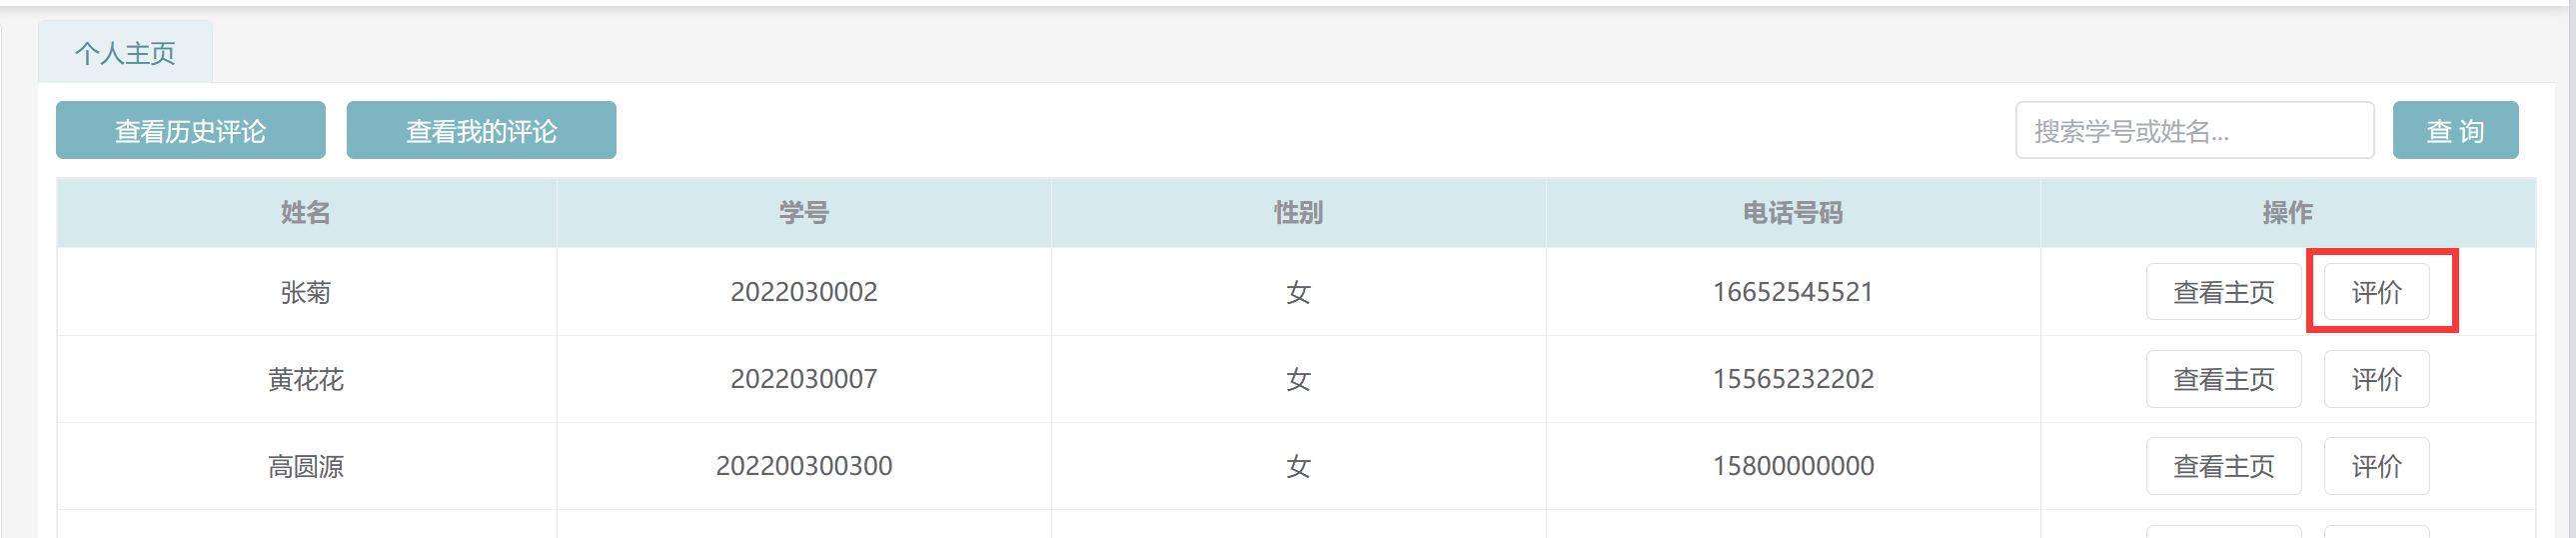 个人主页
查看历史评论 查看我的评论 搜索学号或姓名... 查 询
姓名 学号 性别 电话号码 操作
张菊 2022030002 女 16652545521 查看主页 评价
黄花花 2022030007 女 15565232202 查看主页 评价
高圆源 202200300300 女 15800000000 查看主页 评价